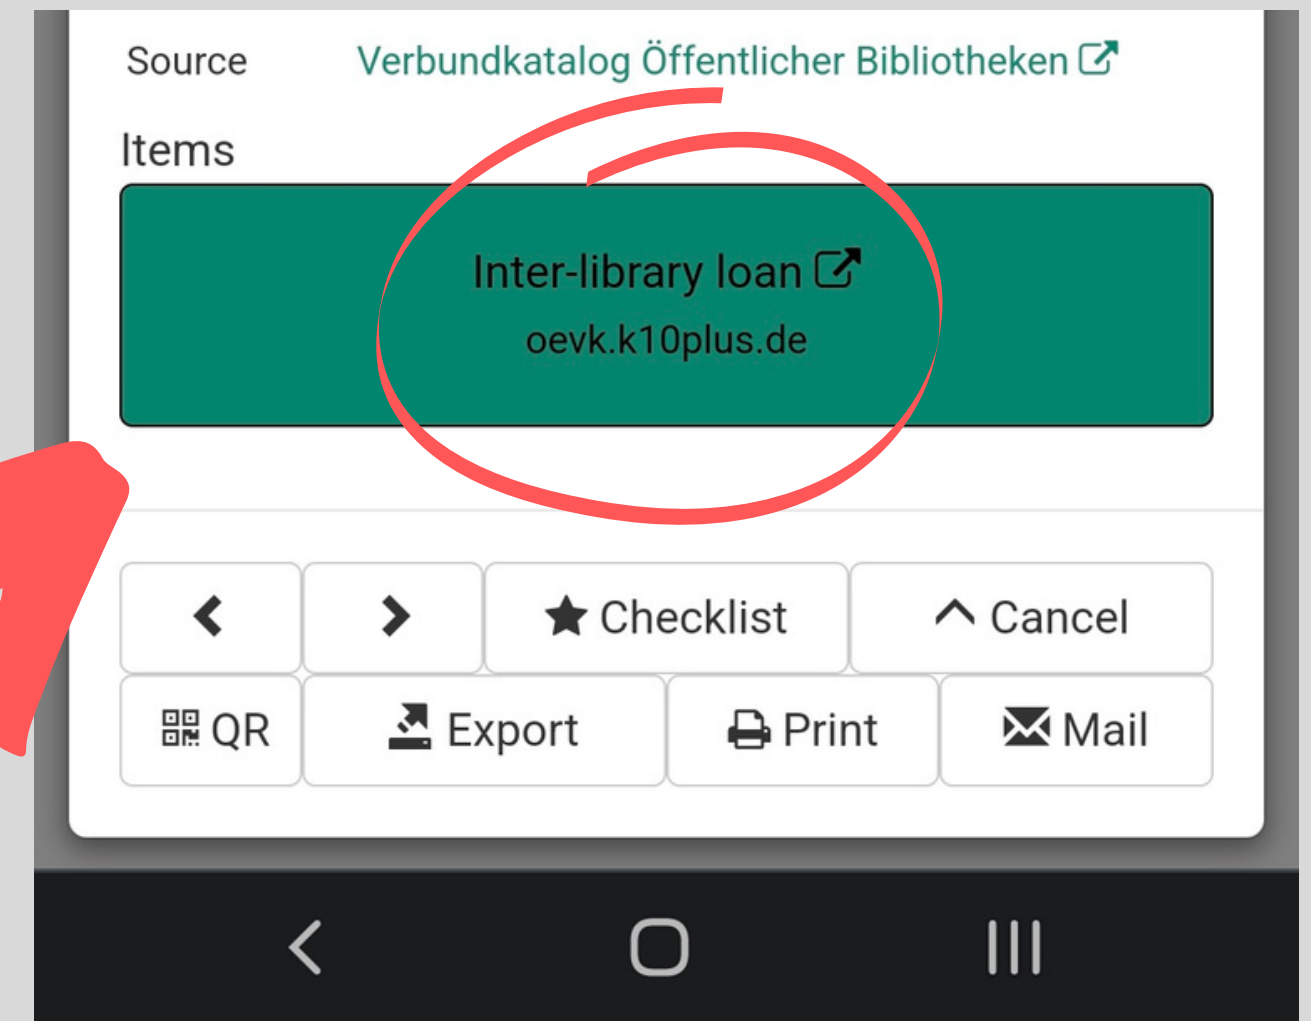 Source Verbundkatalog Öffentlicher Bibliotheken
Items
Inter-library loan
oevk.k10plus.de
Checklist Cancel
QR Export Print Mail